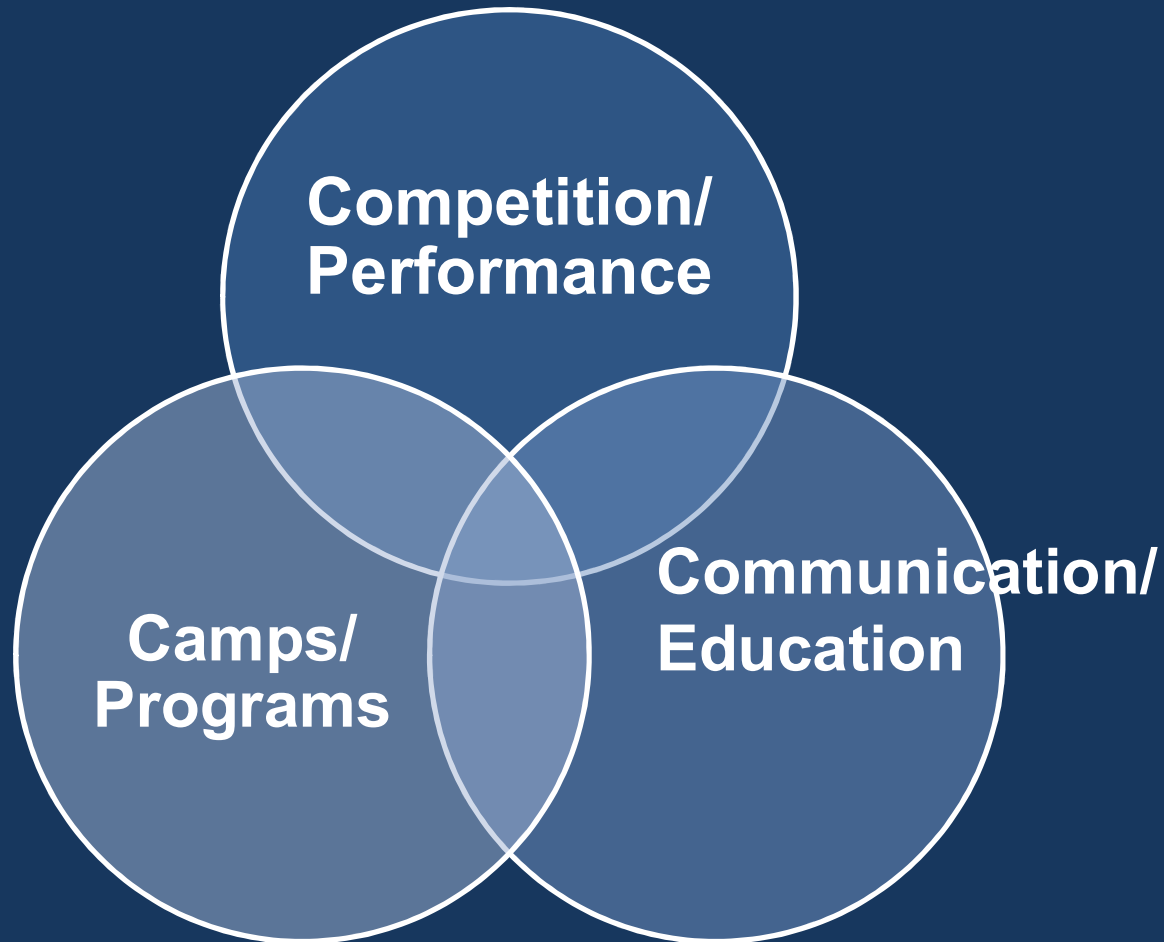 Competition/
Performance
Communication/
Education
Camps/
Programs